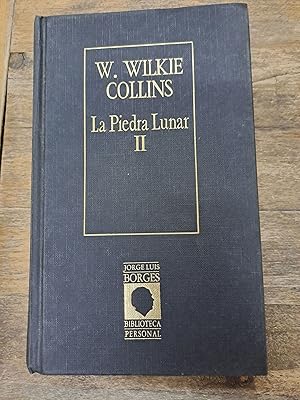 W. WILKIE
COLLINS
La Piedra Lunar
II
JORGE LUIS
BORGES
BIBLIOTECA
PERSONAL